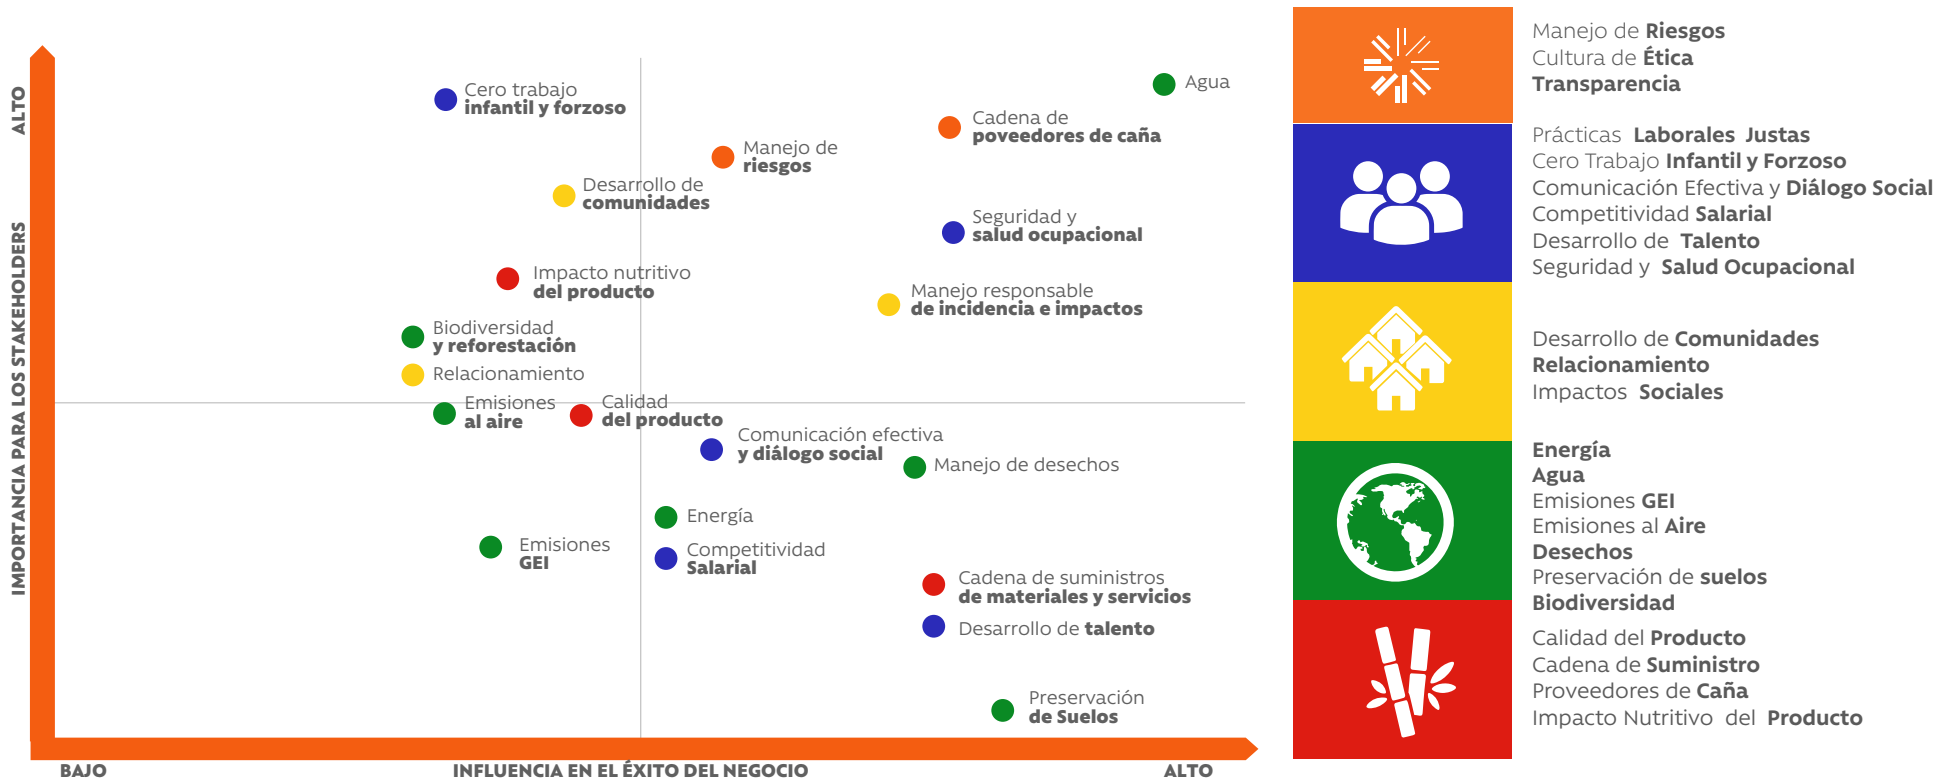 ALTO
IMPORTANCIA PARA LOS STAKEHOLDERS
Cero trabajo
infantil y forzoso
Agua
Cadena de
poveedores de caña
Manejo de
riesgos
Desarrollo de
comunidades
Seguridad y
salud ocupacional
Impacto nutritivo
del producto
Manejo responsable
de incidencia e impactos
Biodiversidad
y reforestación
Relacionamiento
Emisiones
al aire
Calidad
del producto
Comunicación efectiva
y diálogo social
Manejo de desechos
Energía
Emisiones
GEI
Competitividad
Salarial
Cadena de suministros
de materiales y servicios
Desarrollo de talento
Preservación
de Suelos
BAJO
INFLUENCIA EN EL ÉXITO DEL NEGOCIO
ALTO
Manejo de Riesgos
Cultura de Ética
Transparencia
Prácticas Laborales Justas
Cero Trabajo Infantil y Forzoso
Comunicación Efectiva y Diálogo Social
Competitividad Salarial
Desarrollo de Talento
Seguridad y Salud Ocupacional
Desarrollo de Comunidades
Relacionamiento
Impactos Sociales
Energía
Agua
Emisiones GEI
Emisiones al Aire
Desechos
Preservación de suelos
Biodiversidad
Calidad del Producto
Cadena de Suministro
Proveedores de Caña
Impacto Nutritivo del Producto